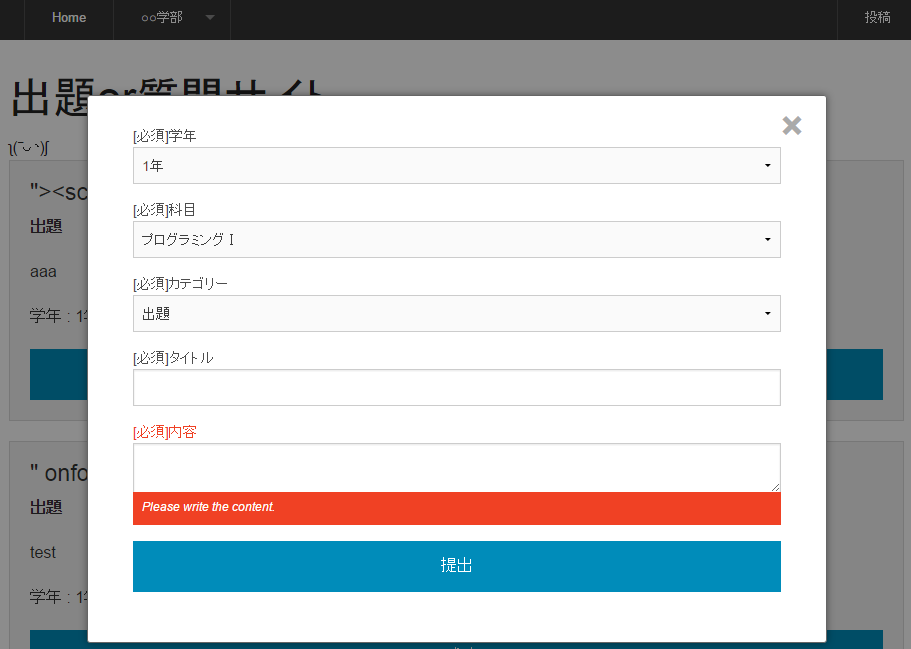 Home
○○学部
投稿
出題or質問サイト
"><sc
出題
aaa
学年 : 1年
[必須]学年
1年
[必須]科目
プログラミングⅠ
[必須]カテゴリー
出題
[必須]タイトル
[必須]内容
Please write the content.
提出
" onfo
出題
test
学年 : 1年